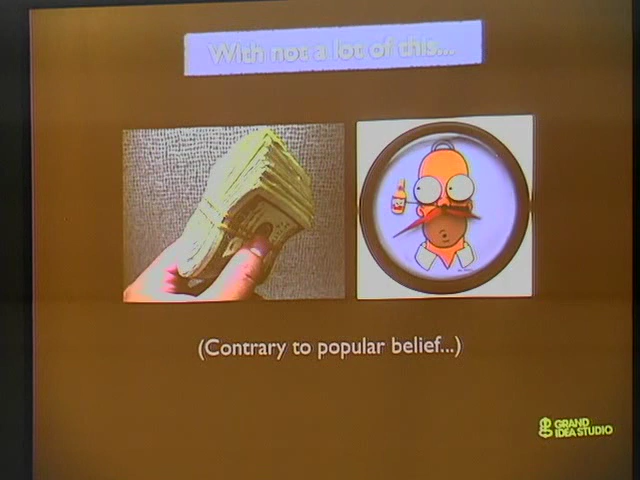 With not a lot of this...
(Contrary to popular belief...)
GRAND
IDEA STUDIO